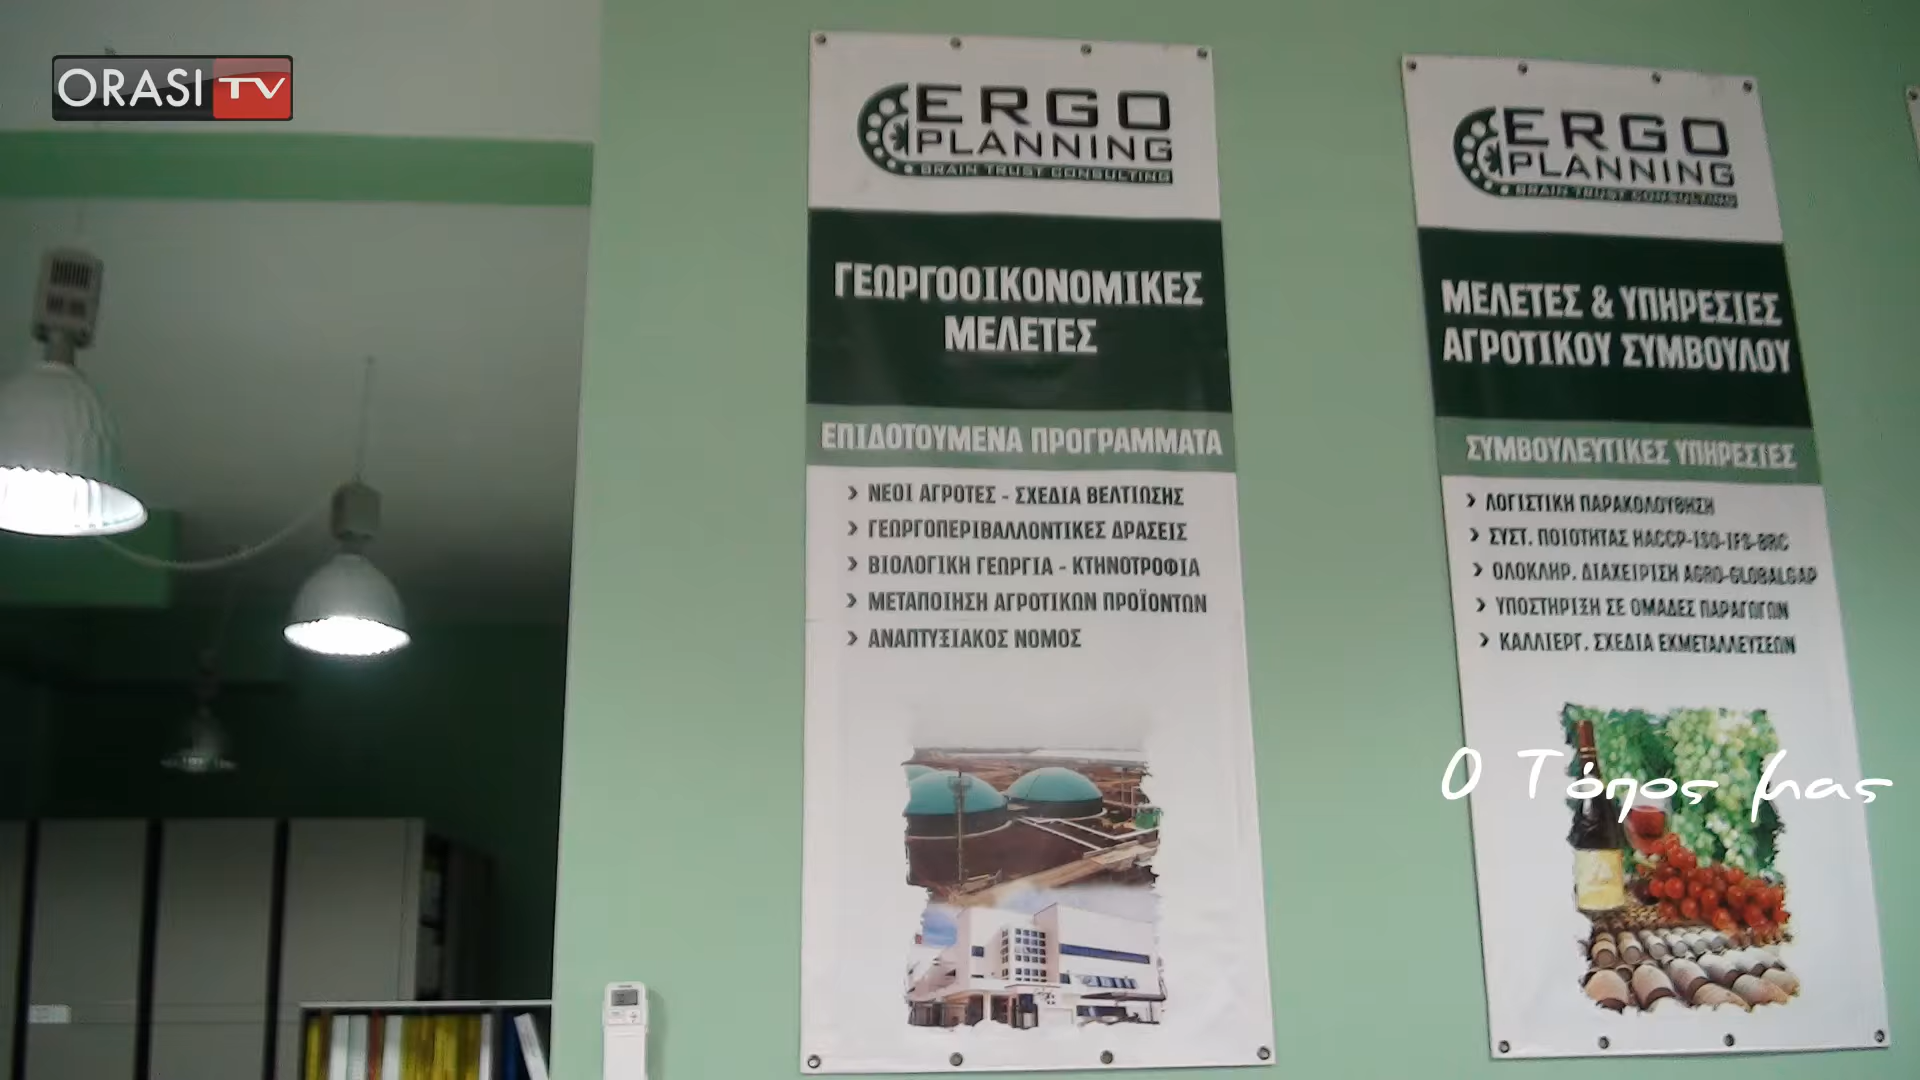 ORASI TV
ERGO
PLANNING
BRAIN TRUST CONSULTING
ΓΕΩΡΓΟΟΙΚΟΝΟΜΙΚΕΣ
ΜΕΛΕΤΕΣ
ΕΠΙΔΟΤΟΥΜΕΝΑ ΠΡΟΓΡΑΜΜΑΤΑ
› ΝΕΟΙ ΑΓΡΟΤΕΣ - ΣΧΕΔΙΑ ΒΕΛΤΙΩΣΗΣ
› ΓΕΩΡΓΟΠΕΡΙΒΑΛΛΟΝΤΙΚΕΣ ΔΡΑΣΕΙΣ
› ΒΙΟΛΟΓΙΚΗ ΓΕΩΡΓΙΑ - ΚΤΗΝΟΤΡΟΦΙΑ
› ΜΕΤΑΠΟΙΗΣΗ ΑΓΡΟΤΙΚΩΝ ΠΡΟΪΟΝΤΩΝ
› ΑΝΑΠΤΥΞΙΑΚΟΣ ΝΟΜΟΣ
ERGO
PLANNING
BRAIN TRUST CONSULTING
ΜΕΛΕΤΕΣ & ΥΠΗΡΕΣΙΕΣ
ΑΓΡΟΤΙΚΟΥ ΣΥΜΒΟΥΛΟΥ
ΣΥΜΒΟΥΛΕΥΤΙΚΕΣ ΥΠΗΡΕΣΙΕΣ
› ΛΟΓΙΣΤΙΚΗ ΠΑΡΑΚΟΛΟΥΘΗΣΗ
› ΣΥΣΤ. ΠΟΙΟΤΗΤΑΣ HACCP-ISO-IFS-BRC
› ΟΛΟΚΛΗΡ. ΔΙΑΧΕΙΡΙΣΗ AGRO-GLOBALGAP
› ΥΠΟΣΤΗΡΙΞΗ ΣΕ ΟΜΑΔΕΣ ΠΑΡΑΓΩΓΩΝ
› ΚΑΛΛΙΕΡΓ. ΣΧΕΔΙΑ ΕΚΜΕΤΑΛΛΕΥΣΕΩΝ
Ο Τόπος μας